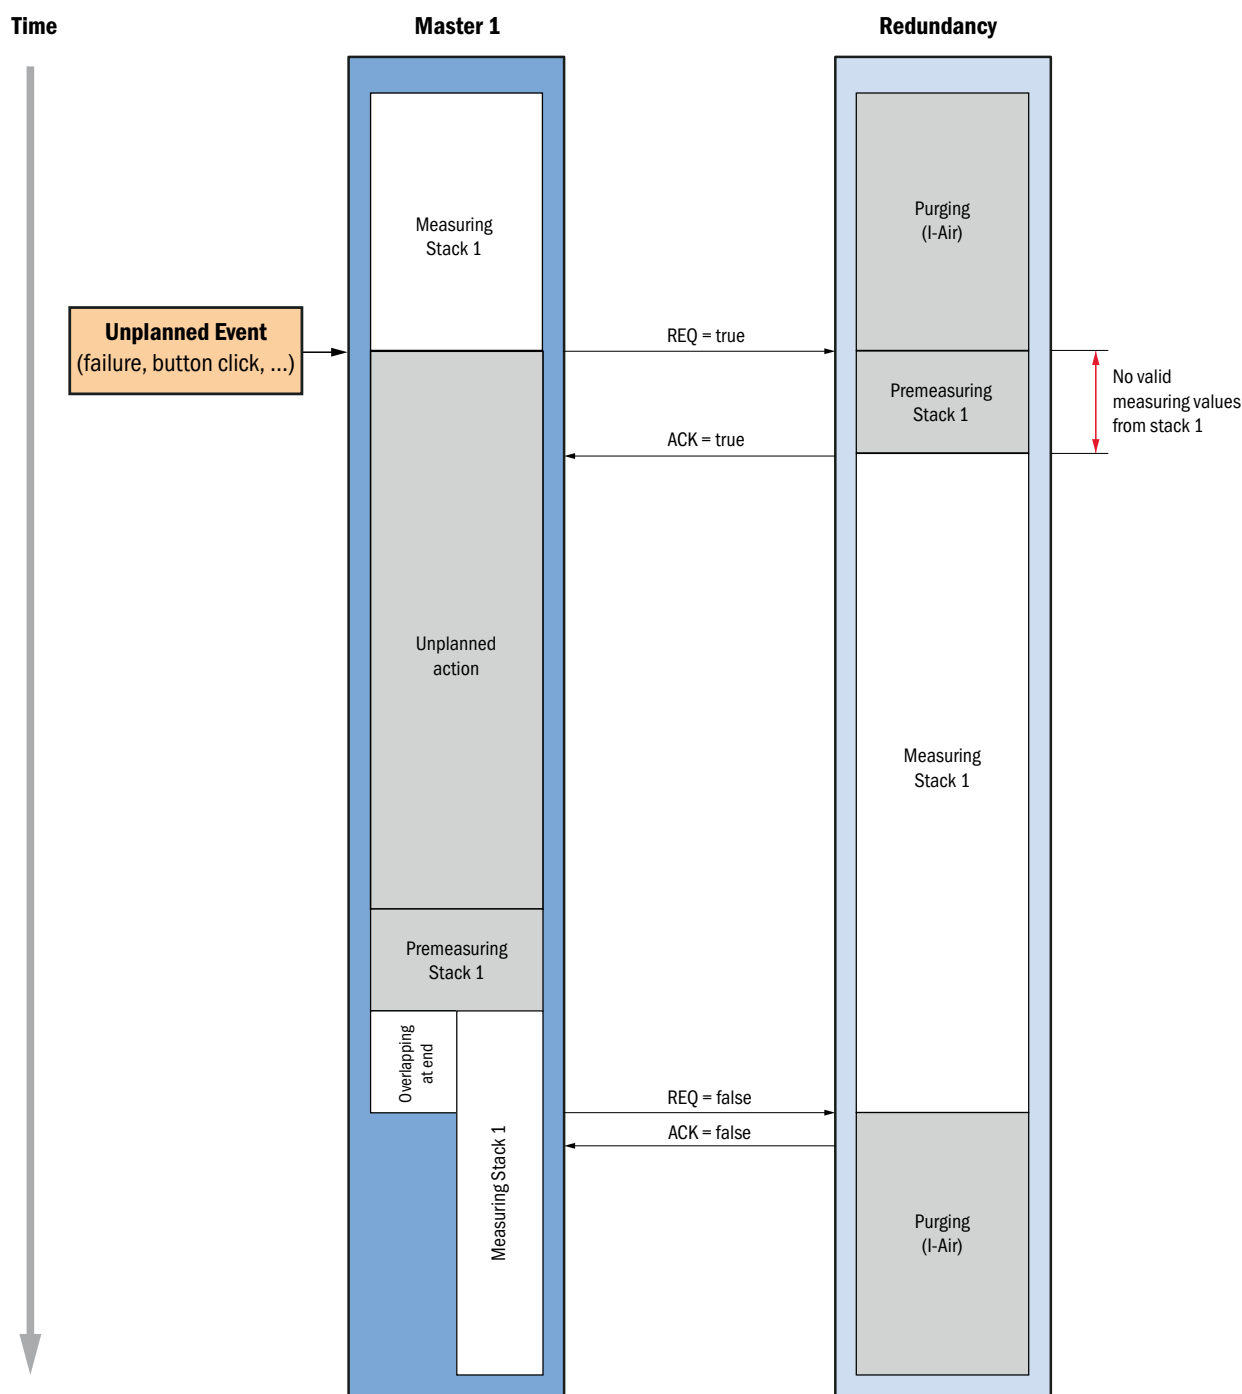 Time
Master 1
Redundancy
Measuring
Stack 1
Purging
(I-Air)
Unplanned Event
(failure, button click, ...)
REQ = true
No valid
measuring values
from stack 1
Premeasuring
Stack 1
ACK = true
Unplanned
action
Measuring
Stack 1
Premeasuring
Stack 1
Overlapping
at end
REQ = false
ACK = false
Measuring Stack 1
Purging
(I-Air)